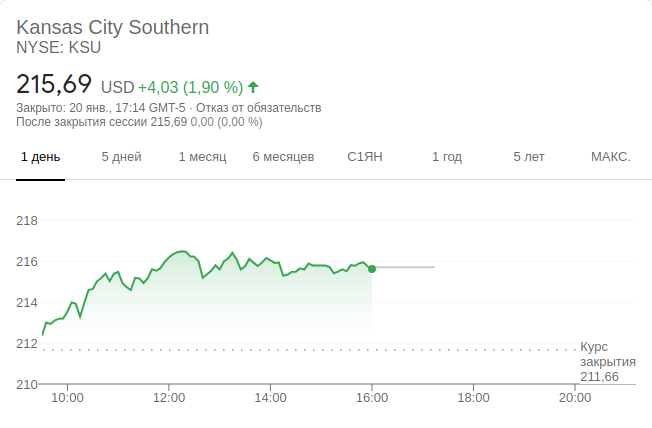 Kansas City Southern
NYSE: KSU
215,69 USD +4,03 (1,90 %)
Закрыто: 20 янв., 17:14 GMT-5 · Отказ от обязательств
После закрытия сессии 215,69 0,00 (0,00 %)
1 день 5 дней 1 месяц 6 месяцев С1ЯН 1 год 5 лет МАКС.
218
216
214
212
Курс
закрытия
211,66
210
10:00 12:00 14:00 16:00 18:00 20:00